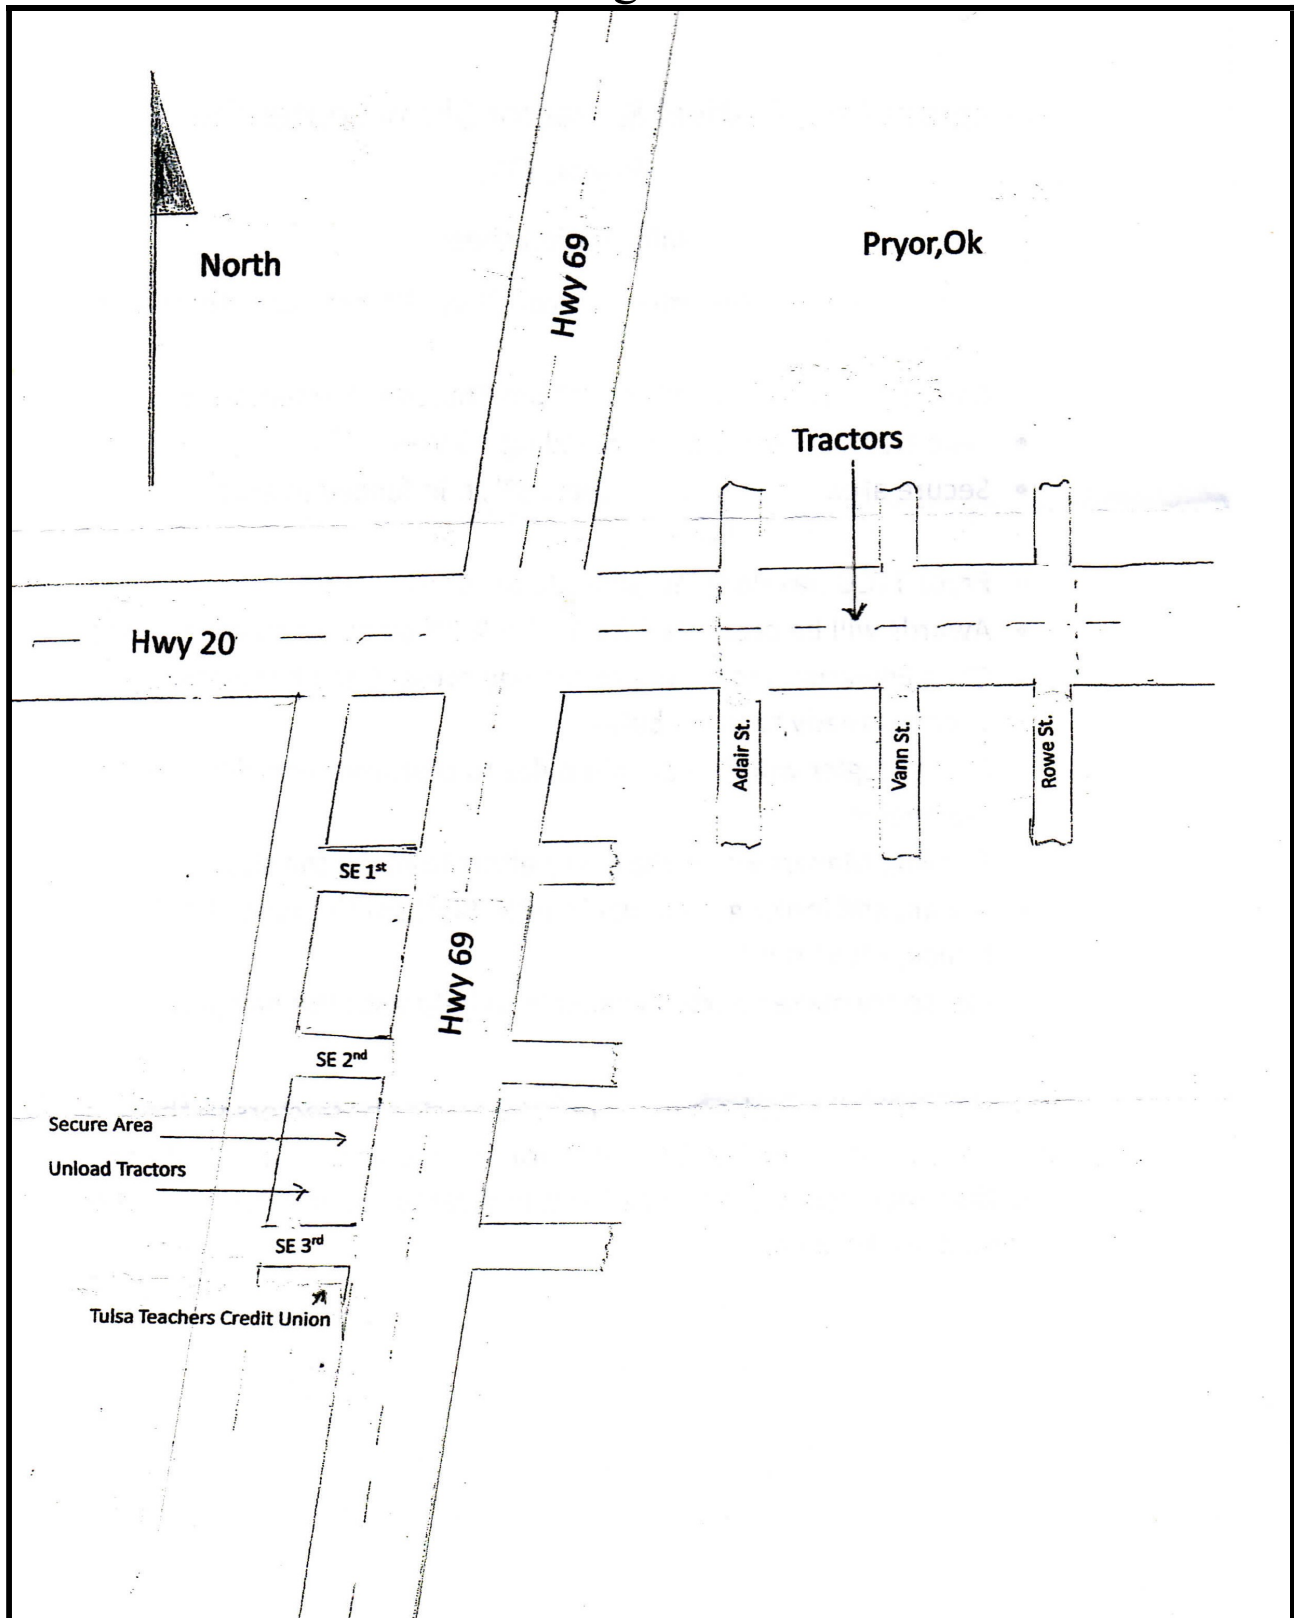 North
Hwy 69
Pryor,Ok
Tractors
Hwy 20
Adair St.
Vann St.
Rowe St.
SE 1st
Hwy 69
SE 2nd
Secure Area
Unload Tractors
SE 3rd
Tulsa Teachers Credit Union